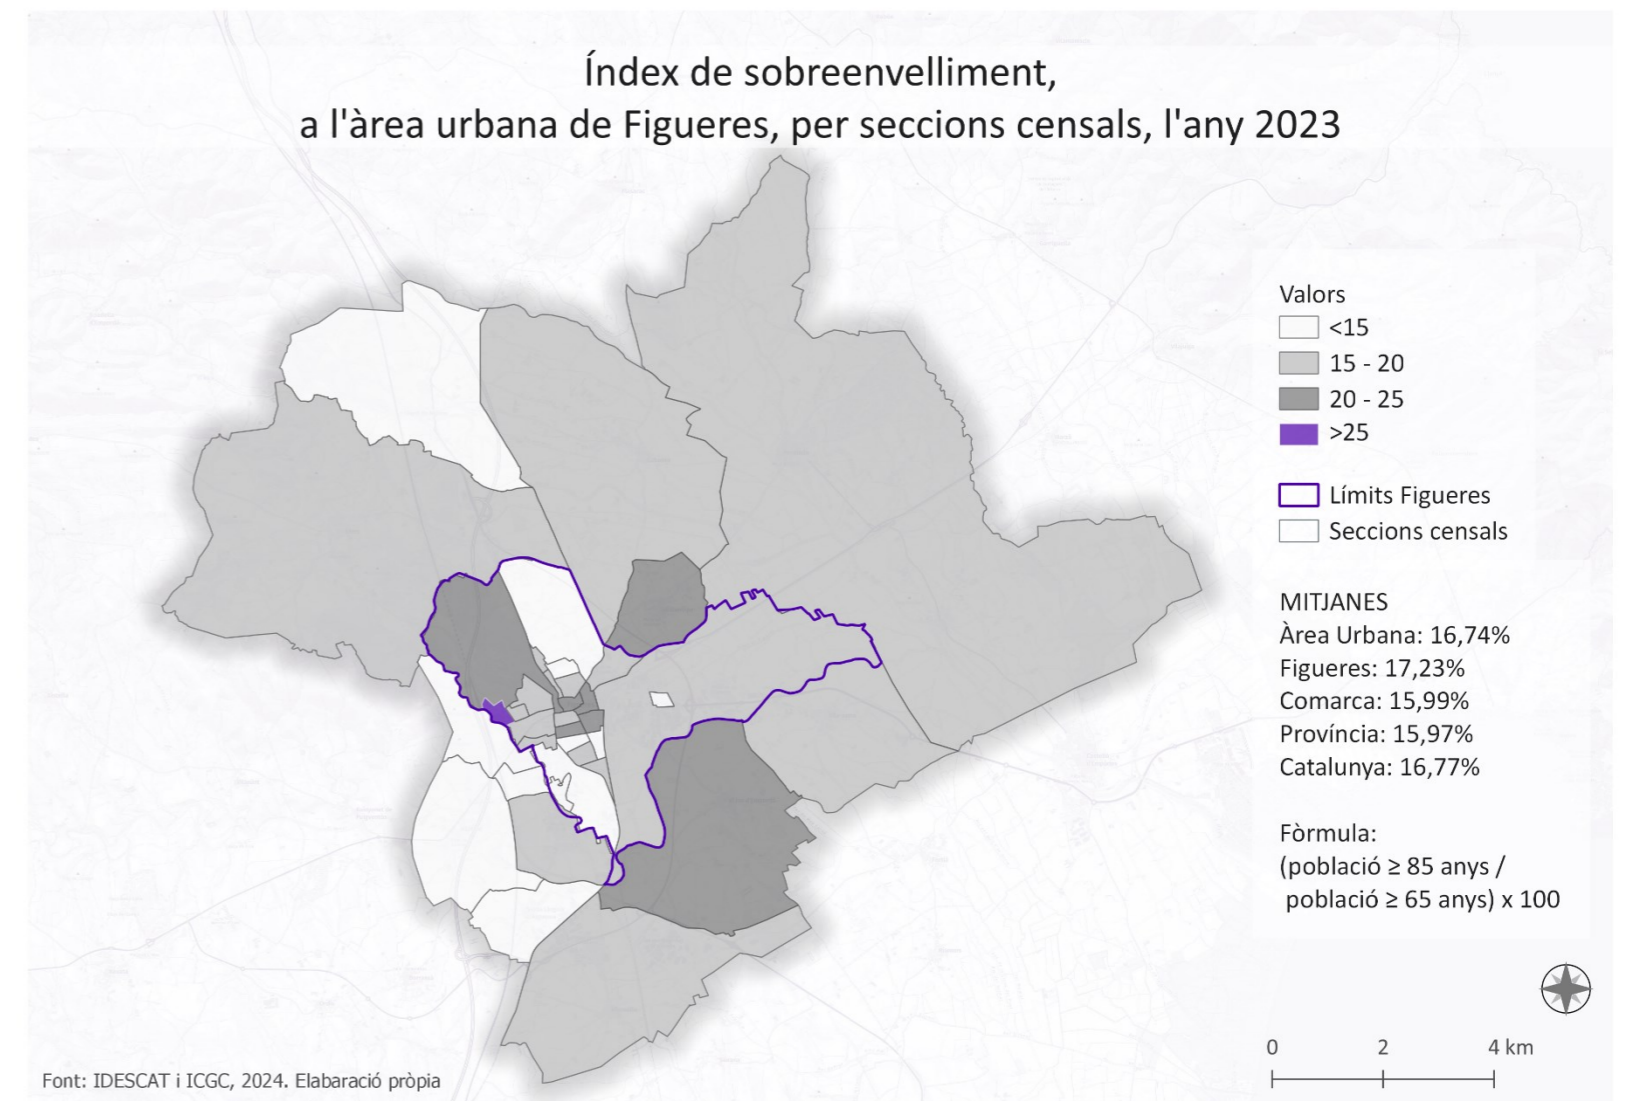 Índex de sobreenvelliment,
a l'àrea urbana de Figueres, per seccions censals, l'any 2023
Valors
<15
15 - 20
20 - 25
>25
Límits Figueres
Seccions censals
MITJANES
Àrea Urbana: 16,74%
Figueres: 17,23%
Comarca: 15,99%
Província: 15,97%
Catalunya: 16,77%
Fòrmula:
(població ≥ 85 anys /
població ≥ 65 anys) x 100
0 2 4 km
Font: IDESCAT i ICGC, 2024. Elabaració pròpia